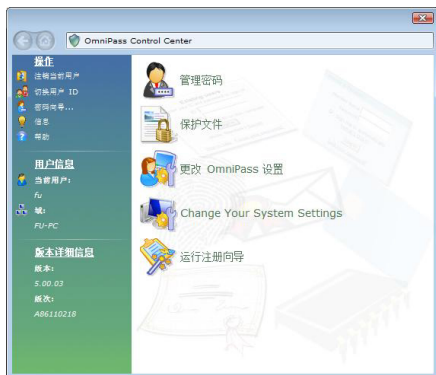 OmniPass Control Center
操作
注销当前用户
切换用户 ID
密码向导...
信息
帮助
用户信息
当前用户:
fu
域:
FU-PC
版本详细信息
版本:
5.00.03
版次:
A86110218
管理密码
保护文件
更改 OmniPass 设置
Change Your System Settings
运行注册向导